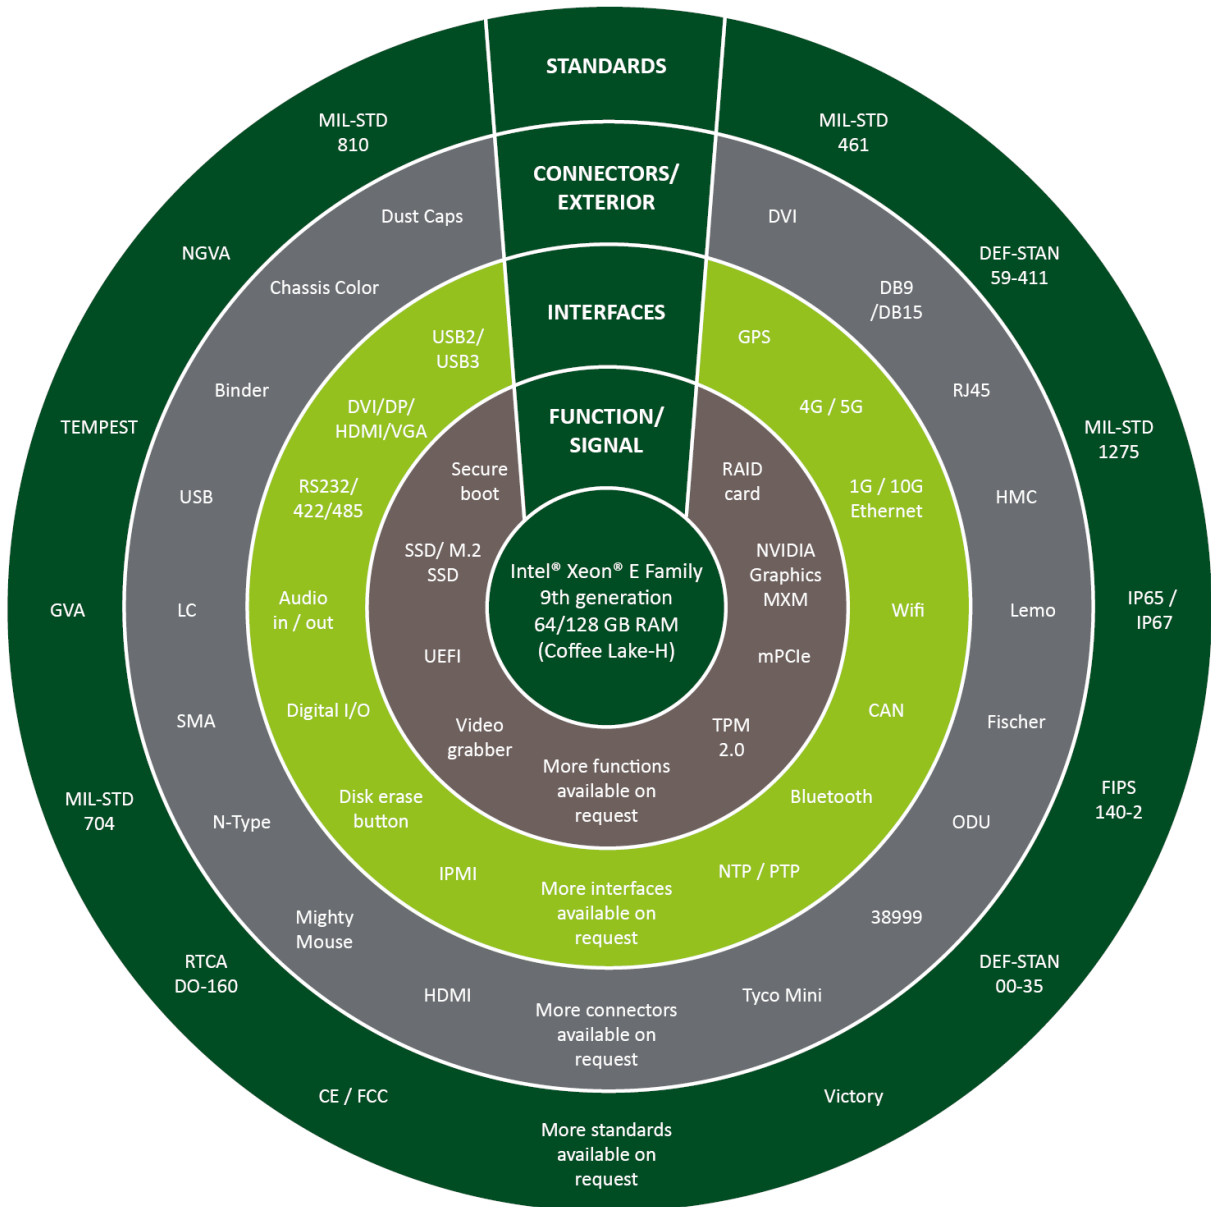 STANDARDS
MIL-STD
461
DEF-STAN
59-411
MIL-STD
1275
IP65 /
IP67
FIPS
140-2
DEF-STAN
00-35
Victory
More standards
available on
request
CE / FCC
RTCA
DO-160
MIL-STD
704
GVA
TEMPEST
NGVA
MIL-STD
810
CONNECTORS/
EXTERIOR
DVI
DB9
/DB15
RJ45
HMC
Lemo
Fischer
ODU
38999
Tyco Mini
More connectors
available on
request
HDMI
Mighty
Mouse
N-Type
SMA
LC
USB
Binder
Chassis Color
Dust Caps
INTERFACES
GPS
4G / 5G
1G / 10G
Ethernet
Wifi
CAN
Bluetooth
NTP / PTP
More interfaces
available on
request
IPMI
Disk erase
button
Digital I/O
Audio
in / out
RS232/
422/485
DVI/DP/
HDMI/VGA
USB2/
USB3
FUNCTION/
SIGNAL
RAID
card
NVIDIA
Graphics
MXM
mPCIe
TPM
2.0
More functions
available on
request
Video
grabber
UEFI
SSD/ M.2
SSD
Secure
boot
Intel® Xeon® E Family
9th generation
64/128 GB RAM
(Coffee Lake-H)